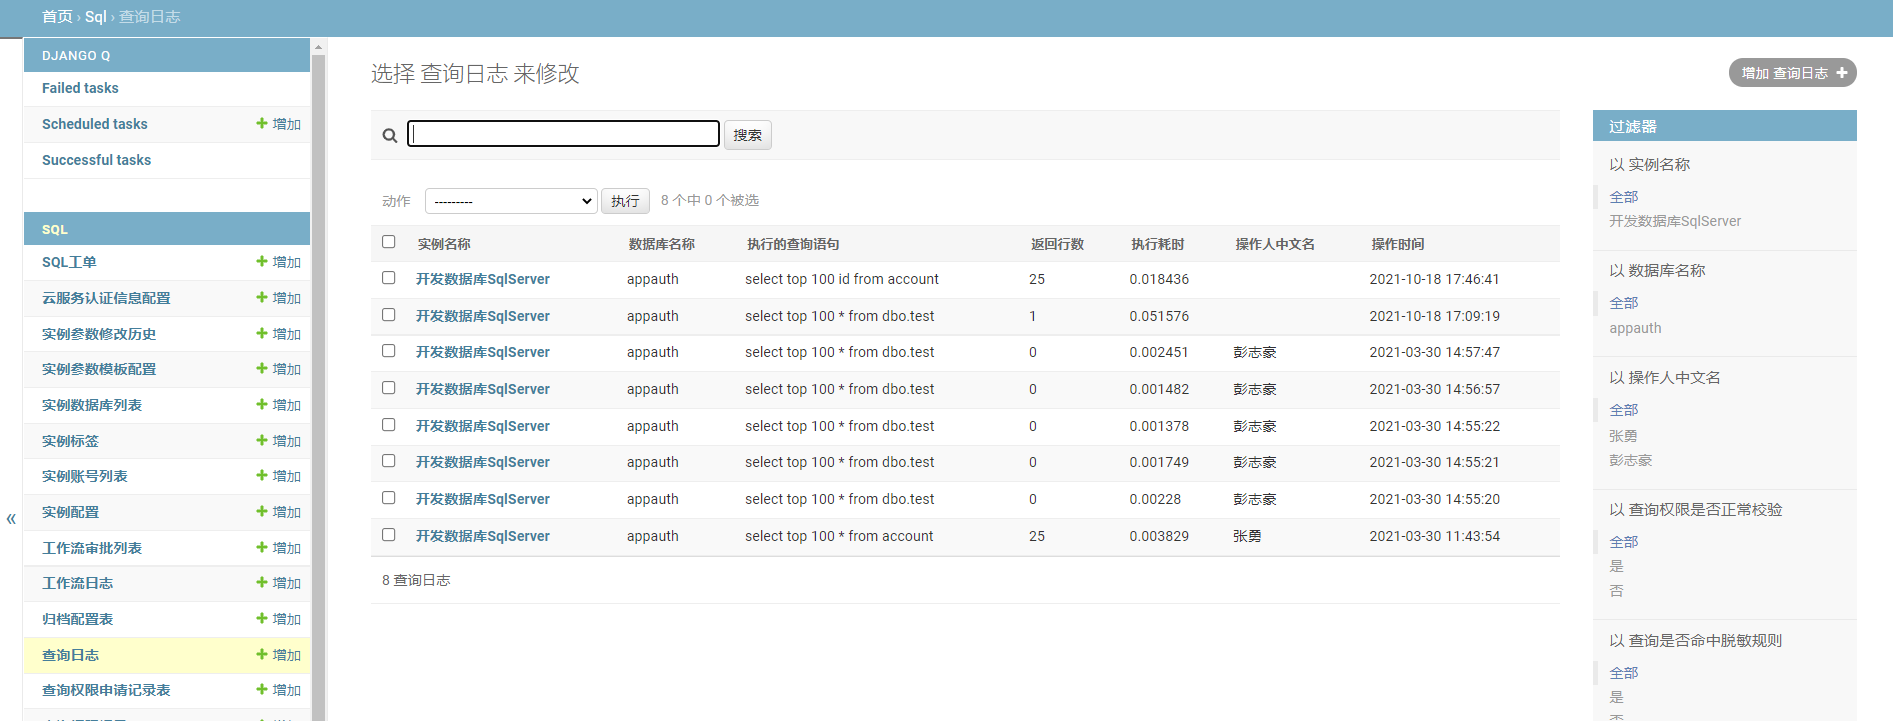 首页 › Sql › 查询日志
DJANGO Q
Failed tasks
Scheduled tasks 增加
Successful tasks
SQL
SQL工单 增加
云服务认证信息配置 增加
实例参数修改历史 增加
实例参数模板配置 增加
实例数据库列表 增加
实例标签 增加
实例账号列表 增加
实例配置 增加
工作流审批列表 增加
工作流日志 增加
归档配置表 增加
查询日志 增加
查询权限申请记录表 增加
«
选择 查询日志 来修改
增加 查询日志
搜索
动作 --------- 执行 8 个中 0 个被选
实例名称 数据库名称 执行的查询语句 返回行数 执行耗时 操作人中文名 操作时间
开发数据库SqlServer appauth select top 100 id from account 25 0.018436 2021-10-18 17:46:41
开发数据库SqlServer appauth select top 100 * from dbo.test 1 0.051576 2021-10-18 17:09:19
开发数据库SqlServer appauth select top 100 * from dbo.test 0 0.002451 彭志豪 2021-03-30 14:57:47
开发数据库SqlServer appauth select top 100 * from dbo.test 0 0.001482 彭志豪 2021-03-30 14:56:57
开发数据库SqlServer appauth select top 100 * from dbo.test 0 0.001378 彭志豪 2021-03-30 14:55:22
开发数据库SqlServer appauth select top 100 * from dbo.test 0 0.001749 彭志豪 2021-03-30 14:55:21
开发数据库SqlServer appauth select top 100 * from dbo.test 0 0.00228 彭志豪 2021-03-30 14:55:20
开发数据库SqlServer appauth select top 100 * from account 25 0.003829 张勇 2021-03-30 11:43:54
8 查询日志
过滤器
以 实例名称
全部
开发数据库SqlServer
以 数据库名称
全部
appauth
以 操作人中文名
全部
张勇
彭志豪
以 查询权限是否正常校验
全部
是
否
以 查询是否命中脱敏规则
全部
是